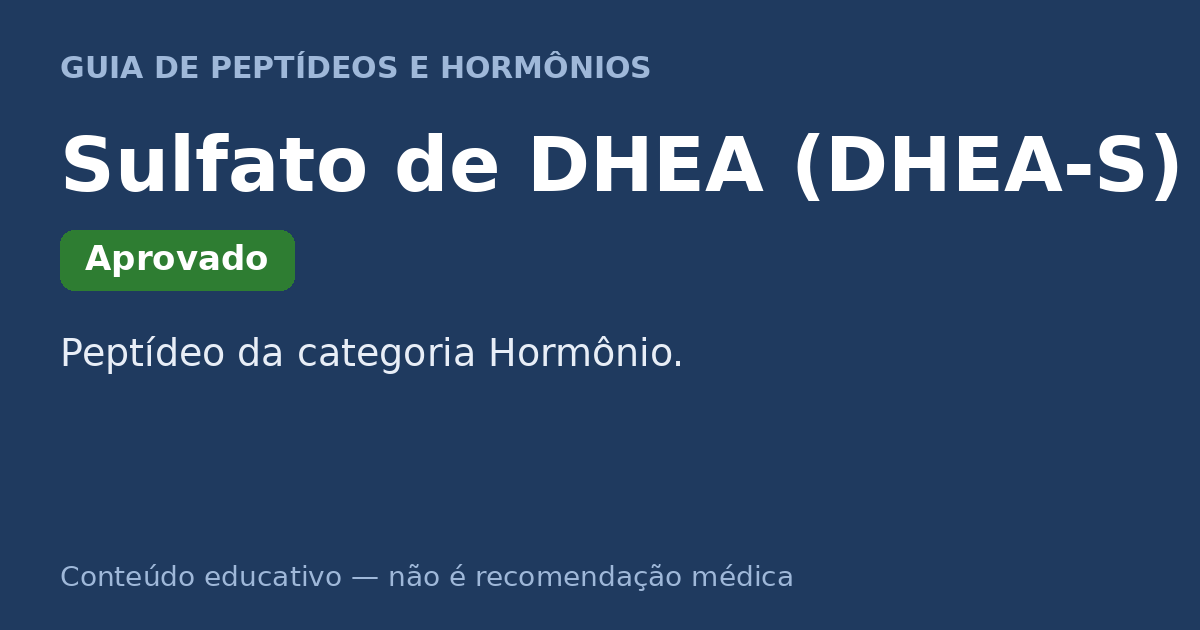 GUIA DE PEPTÍDEOS E HORMÔNIOS
Sulfato de DHEA (DHEA-S)
Aprovado
Peptídeo da categoria Hormônio.
Conteúdo educativo — não é recomendação médica